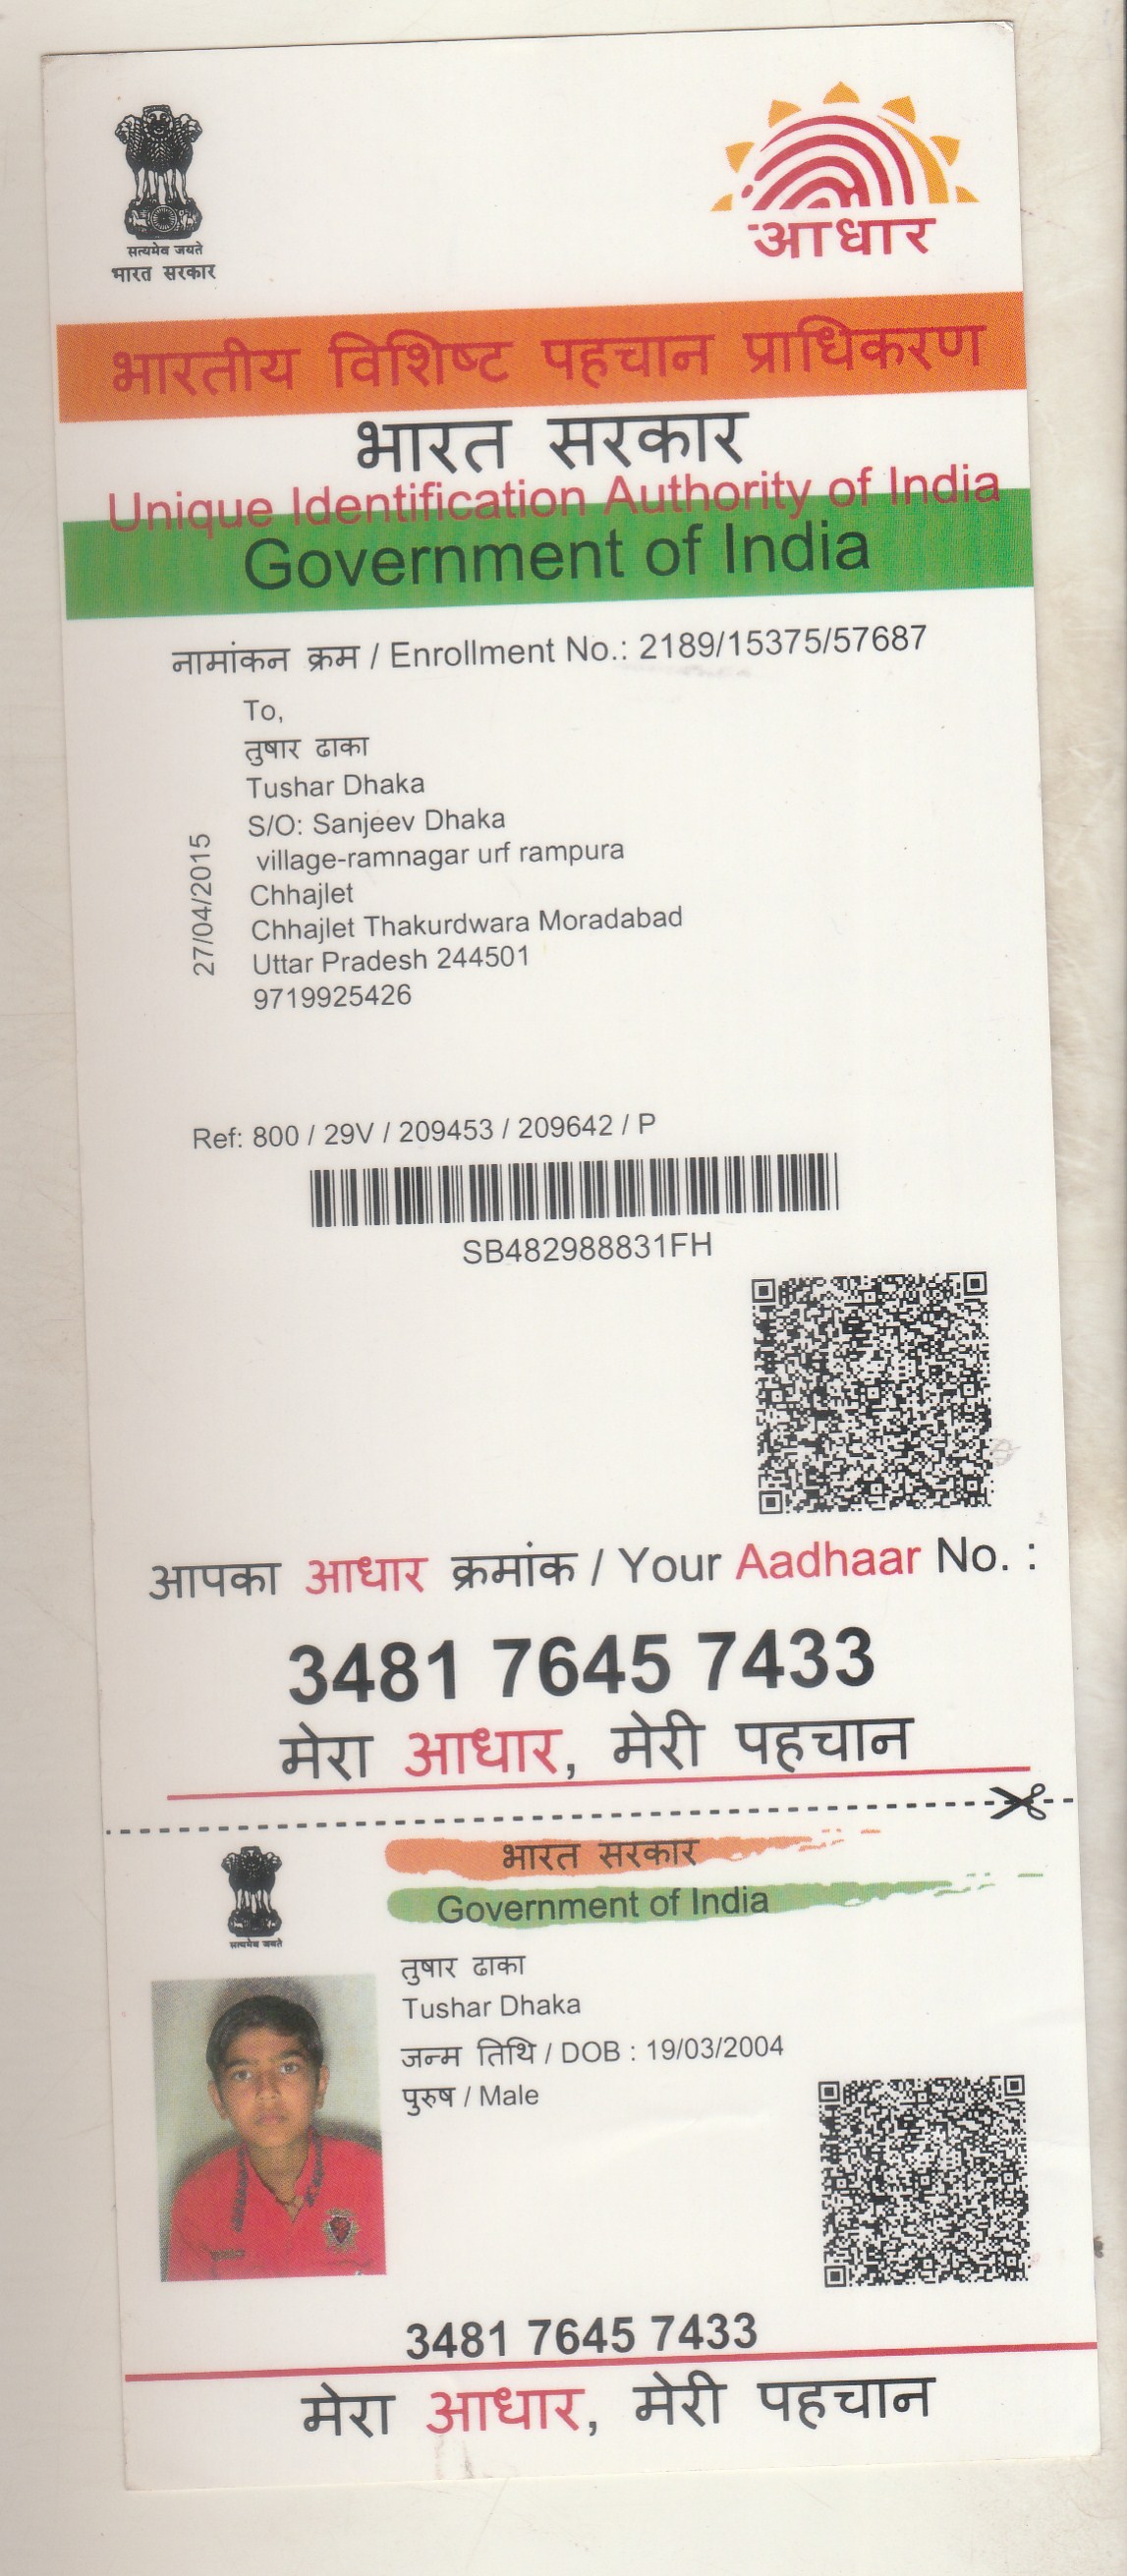 सत्यमेव जयते
भारत सरकार
आधार
भारतीय विशिष्ट पहचान प्राधिकरण
भारत सरकार
Unique Identification Authority of India
Government of India
नामांकन क्रम / Enrollment No.: 2189/15375/57687
To,
तुषार ढाका
Tushar Dhaka
S/O: Sanjeev Dhaka
village-ramnagar urf rampura
Chhajlet
Chhajlet Thakurdwara Moradabad
Uttar Pradesh 244501
9719925426
27/04/2015
Ref: 800 / 29V / 209453 / 209642 / P
SB482988831FH
आपका आधार क्रमांक / Your Aadhaar No. :
3481 7645 7433
मेरा आधार, मेरी पहचान
सत्यमेव जयते
भारत सरकार
Government of India
तुषार ढाका
Tushar Dhaka
जन्म तिथि / DOB : 19/03/2004
पुरुष / Male
3481 7645 7433
मेरा आधार, मेरी पहचान